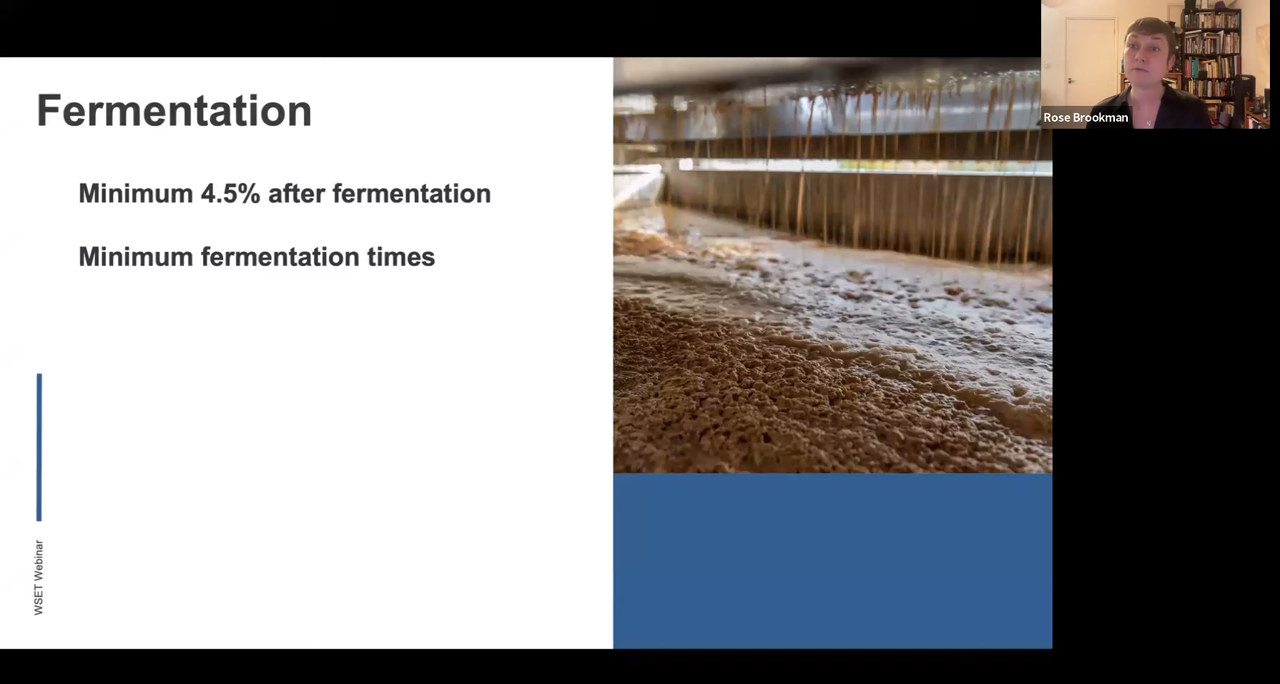 Fermentation
Minimum 4.5% after fermentation
Minimum fermentation times
WSET Webinar
Rose Brookman